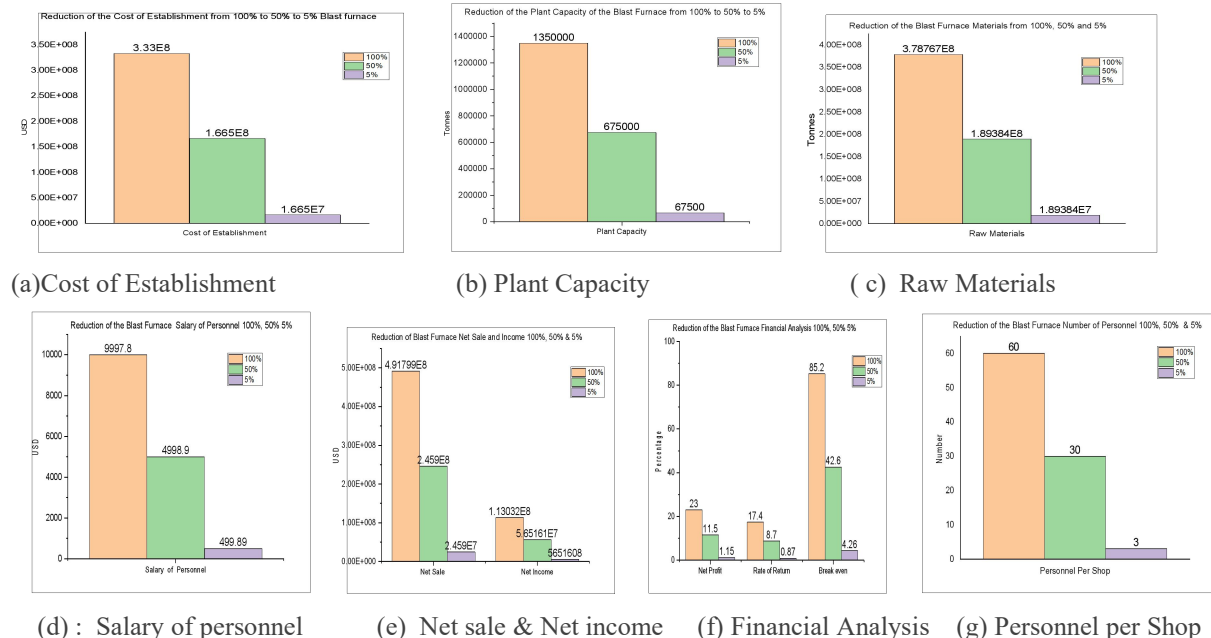 Reduction of the Cost of Establishment from 100% to 50% to 5% Blast furnace
3.50E+008
3.00E+008
2.50E+008
2.00E+008
1.50E+008
1.00E+008
5.00E+007
0.00E+000
USD
3.33E8
1.665E8
1.665E7
100%
50%
5%
Cost of Establishment
(a)Cost of Establishment
Reduction of the Plant Capacity of the Blast Furnace from 100% to 50% to 5%
1400000
1200000
1000000
800000
600000
400000
200000
0
Tonnes
1350000
675000
67500
100%
50%
5%
Plant Capacity
(b) Plant Capacity
Reduction of the Blast Furnace Materials from 100%, 50% and 5%
4.00E+008
3.50E+008
3.00E+008
2.50E+008
2.00E+008
1.50E+008
1.00E+008
5.00E+007
0.00E+000
Tonnes
3.78767E8
1.89384E8
1.89384E7
100%
50%
5%
Raw Materials
( c) Raw Materials
Reduction of the Blast Furnace Salary of Personnel 100%, 50% 5%
10000
8000
6000
4000
2000
0
USD
9997.8
4998.9
499.89
100%
50%
5%
Salary of Personnel
(d) : Salary of personnel
Reduction of Blast Furnace Net Sale and Income 100%, 50% & 5%
5.00E+008
4.00E+008
3.00E+008
2.00E+008
1.00E+008
0.00E+000
USD
4.91799E8
2.459E8
2.459E7
1.13032E8
5.65161E7
5651608
100%
50%
5%
Net Sale
Net Income
(e) Net sale & Net income
Reduction of the Blast Furnace Financial Analysis 100%, 50% 5%
100
80
60
40
20
0
Percentage
23
11.5
1.15
17.4
8.7
0.87
85.2
42.6
4.26
100%
50%
5%
Net Profit
Rate of Return
Break even
(f) Financial Analysis
Reduction of the Blast Furnace Number of Personnel 100%, 50% & 5%
60
50
40
30
20
10
0
Number
60
30
3
100%
50%
5%
Personnel Per Shop
(g) Personnel per Shop